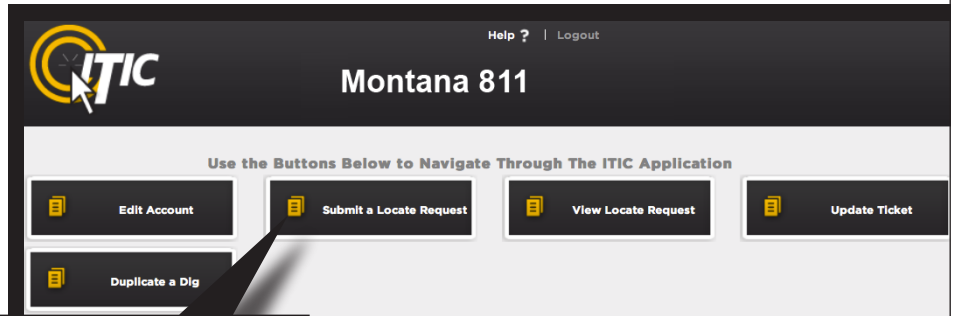 Help ? | Logout
ITIC
Montana 811
Use the Buttons Below to Navigate Through The ITIC Application
Edit Account
Submit a Locate Request
View Locate Request
Update Ticket
Duplicate a Dig